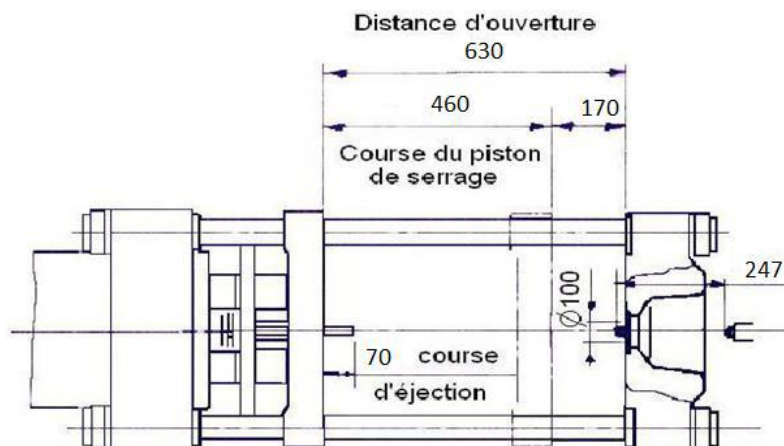 Distance d'ouverture
630
460
170
Course du piston
de serrage
247
Ø100
70 course
d'éjection